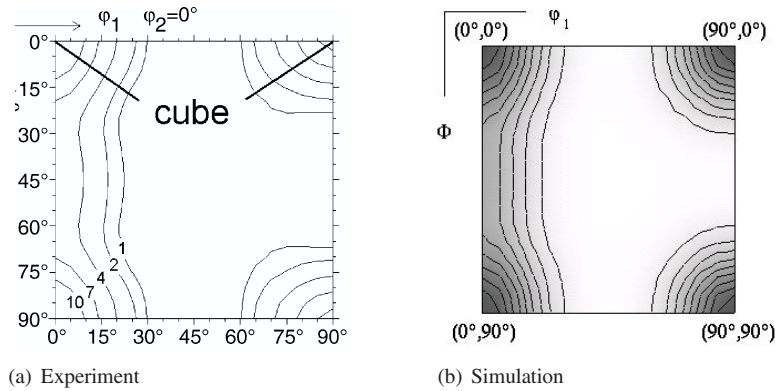 φ1 φ2=0°
0°
15°
30°
45°
60°
75°
90°
cube
1
2
4
7
10
0° 15° 30° 45° 60° 75° 90°
(a) Experiment
φ1
(0°,0°) (90°,0°)
Φ
(0°,90°) (90°,90°)
(b) Simulation